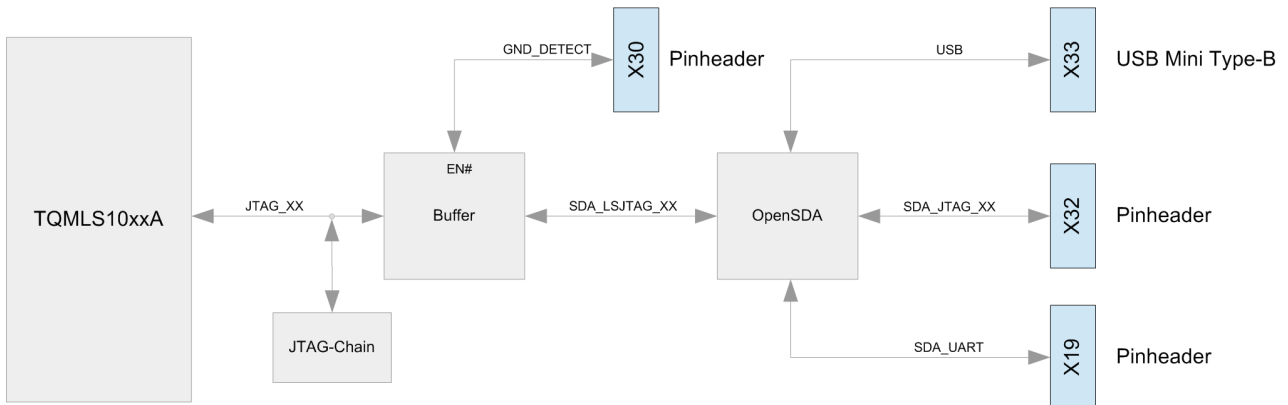 GND_DETECT
X30
Pinheader
USB
X33
USB Mini Type-B
EN#
TQMLS10xxA
JTAG_XX
Buffer
SDA_LSJTAG_XX
OpenSDA
SDA_JTAG_XX
X32
Pinheader
JTAG-Chain
SDA_UART
X19
Pinheader